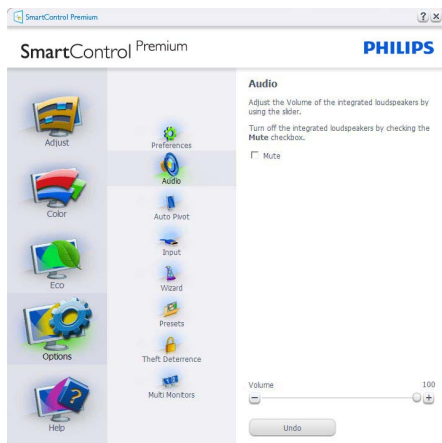 SmartControl Premium
SmartControl Premium
PHILIPS
Adjust
Color
Eco
Options
Help
Preferences
Audio
Auto Pivot
Input
Wizard
Presets
Theft Deterrence
Multi Monitors
Audio
Adjust the Volume of the integrated loudspeakers by
using the slider.
Turn off the integrated loudspeakers by checking the
Mute checkbox.
Mute
Volume 100
Undo